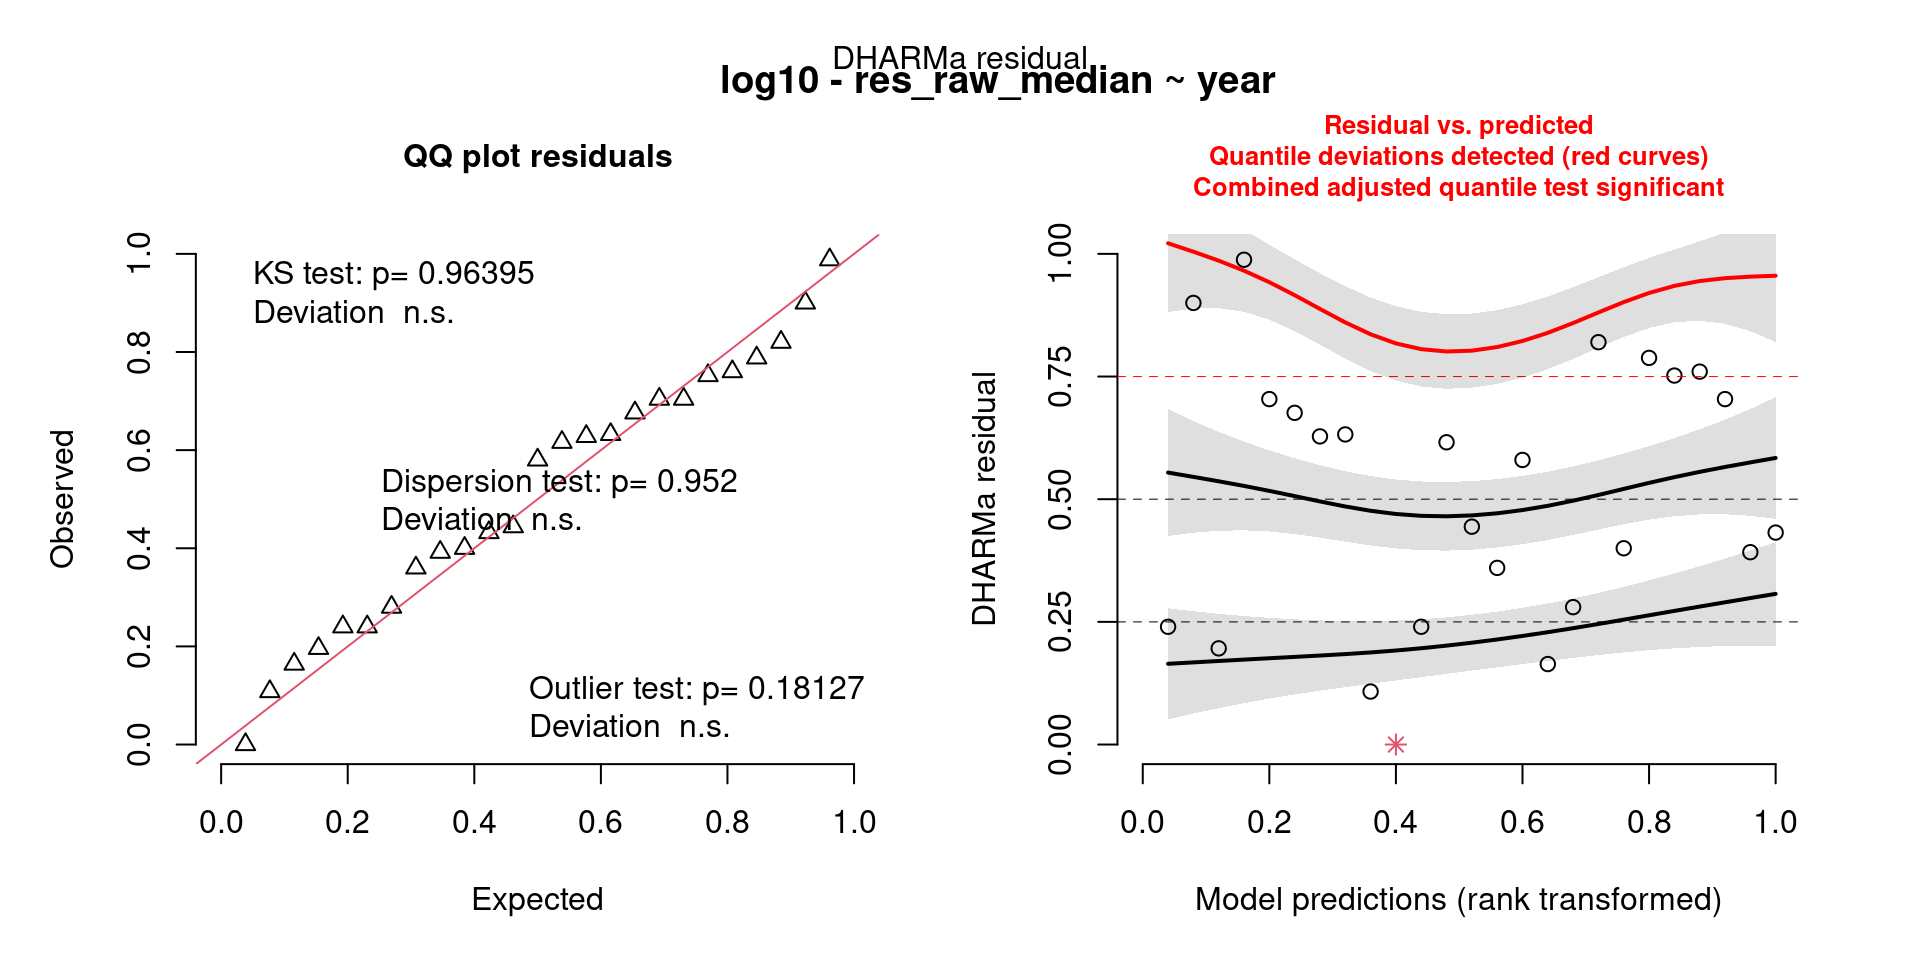 DHARMa residual
log10 - res_raw_median ~ year
QQ plot residuals
KS test: p= 0.96395
Deviation  n.s.
Dispersion test: p= 0.952
Deviation  n.s.
Outlier test: p= 0.18127
Deviation  n.s.
Observed
0.0 0.2 0.4 0.6 0.8 1.0
0.0 0.2 0.4 0.6 0.8 1.0
Expected
Residual vs. predicted
Quantile deviations detected (red curves)
Combined adjusted quantile test significant
DHARMa residual
0.00 0.25 0.50 0.75 1.00
0.0 0.2 0.4 0.6 0.8 1.0
Model predictions (rank transformed)